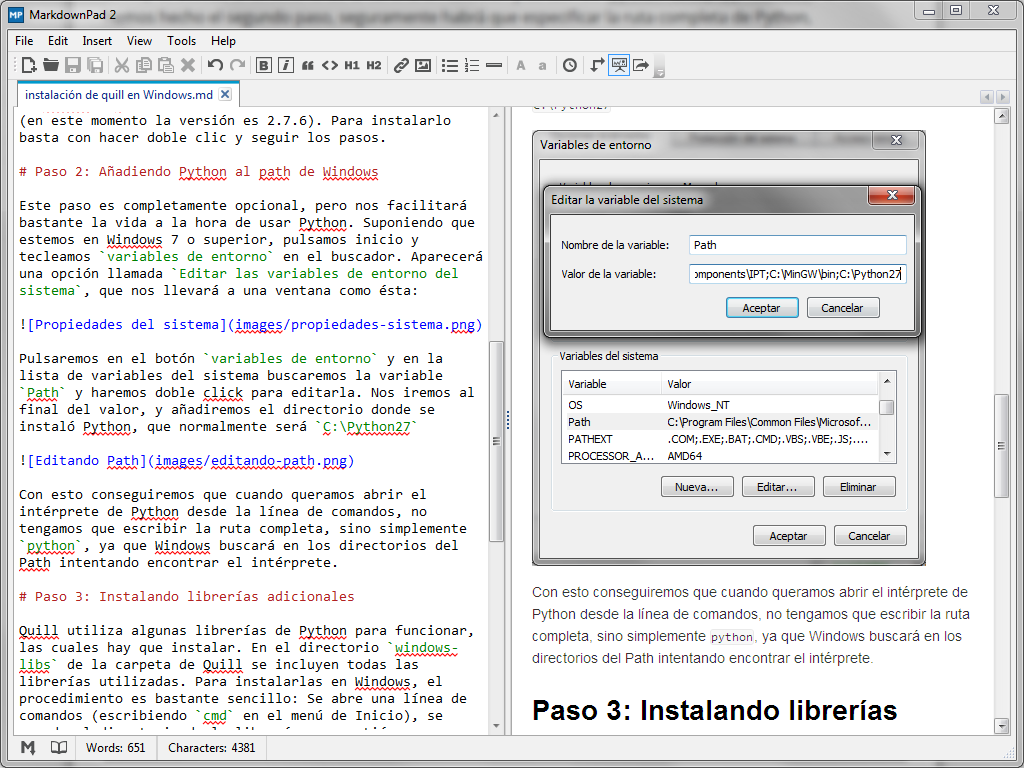 MarkdownPad 2
hecho el segundo paso, seguramente habrá que especificar la ruta completa de Python.
File Edit Insert View Tools Help
B i H1 H2 A a
instalación de quill en Windows.md
(en este momento la versión es 2.7.6). Para instalarlo
basta con hacer doble clic y seguir los pasos.
# Paso 2: Añadiendo Python al path de Windows
Este paso es completamente opcional, pero nos facilitará
bastante la vida a la hora de usar Python. Suponiendo que
estemos en Windows 7 o superior, pulsamos inicio y
tecleamos `variables de entorno` en el buscador. Aparecerá
una opción llamada `Editar las variables de entorno del
sistema`, que nos llevará a una ventana como ésta:
![Propiedades del sistema](images/propiedades-sistema.png)
Pulsaremos en el botón `variables de entorno` y en la
lista de variables del sistema buscaremos la variable
`Path` y haremos doble click para editarla. Nos iremos al
final del valor, y añadiremos el directorio donde se
instaló Python, que normalmente será `C:\Python27`
![Editando Path](images/editando-path.png)
Con esto conseguiremos que cuando queramos abrir el
intérprete de Python desde la línea de comandos, no
tengamos que escribir la ruta completa, sino simplemente
`python`, ya que Windows buscará en los directorios del
Path intentando encontrar el intérprete.
# Paso 3: Instalando librerías adicionales
Quill utiliza algunas librerías de Python para funcionar,
las cuales hay que instalar. En el directorio `windows-
libs` de la carpeta de Quill se incluyen todas las
librerías utilizadas. Para instalarlas en Windows, el
procedimiento es bastante sencillo: Se abre una línea de
comandos (escribiendo `cmd` en el menú de Inicio), se
C:\Python27
Variables de entorno
Editar la variable del sistema
Nombre de la variable: Path
Valor de la variable: omponents\IPT;C:\MinGW\bin;C:\Python27
Aceptar Cancelar
Variables del sistema
Variable Valor
OS Windows_NT
Path C:\Program Files\Common Files\Microsof...
PATHEXT .COM;.EXE;.BAT;.CMD;.VBS;.VBE;.JS;....
PROCESSOR_A... AMD64
Nueva... Editar... Eliminar
Aceptar Cancelar
Con esto conseguiremos que cuando queramos abrir el intérprete de
Python desde la línea de comandos, no tengamos que escribir la ruta
completa, sino simplemente python, ya que Windows buscará en los
directorios del Path intentando encontrar el intérprete.
Paso 3: Instalando librerías
Words: 651 Characters: 4381